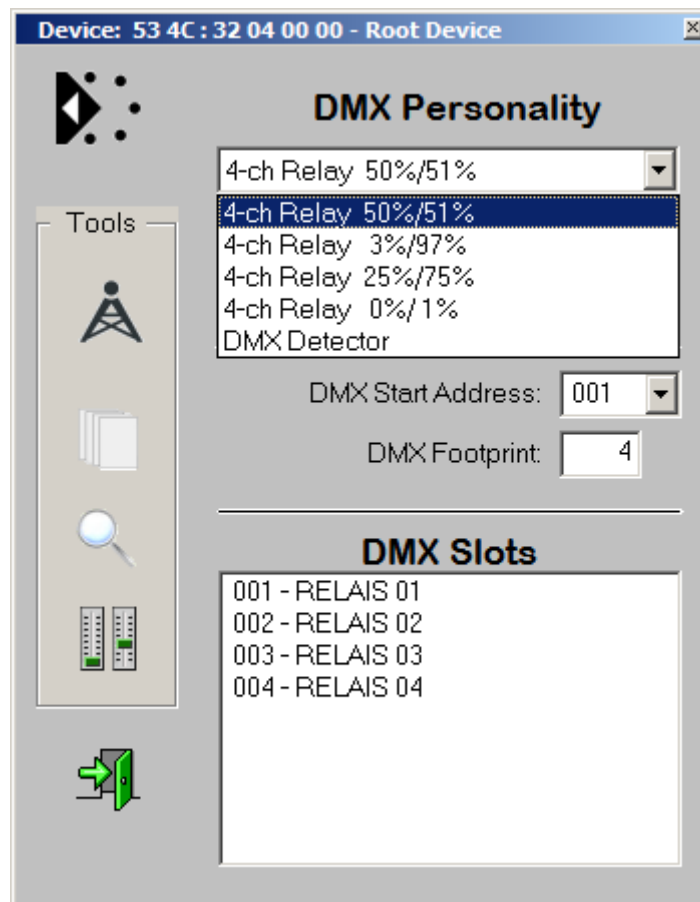 Device: 53 4C : 32 04 00 00 - Root Device
DMX Personality
4-ch Relay 50%/51%
Tools
4-ch Relay 50%/51%
4-ch Relay 3%/97%
4-ch Relay 25%/75%
4-ch Relay 0%/ 1%
DMX Detector
DMX Start Address: 001
DMX Footprint: 4
DMX Slots
001 - RELAIS 01
002 - RELAIS 02
003 - RELAIS 03
004 - RELAIS 04